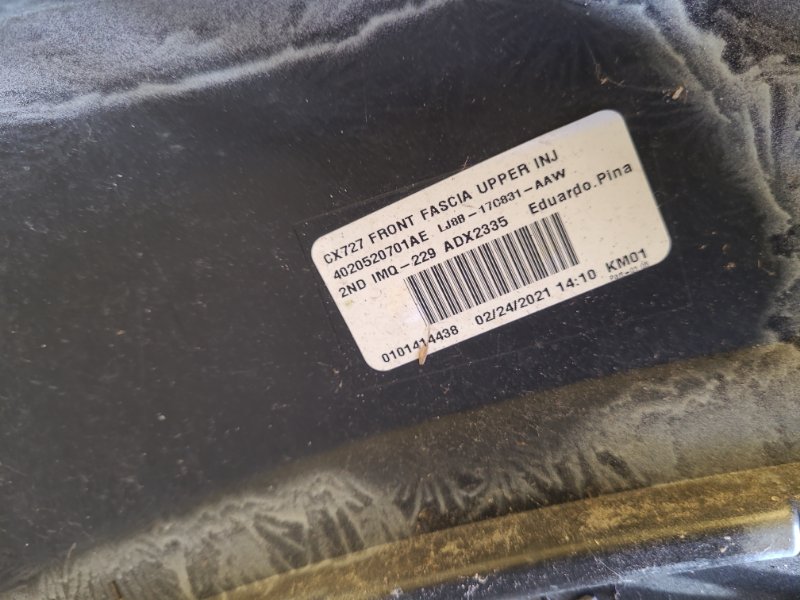 CX727 FRONT FASCIA UPPER INJ
4020520701AE LJ8B-17C831-AAW
2ND IMQ-229 ADX2335 Eduardo.Pina
0101414438 02/24/2021 14:10 KM01